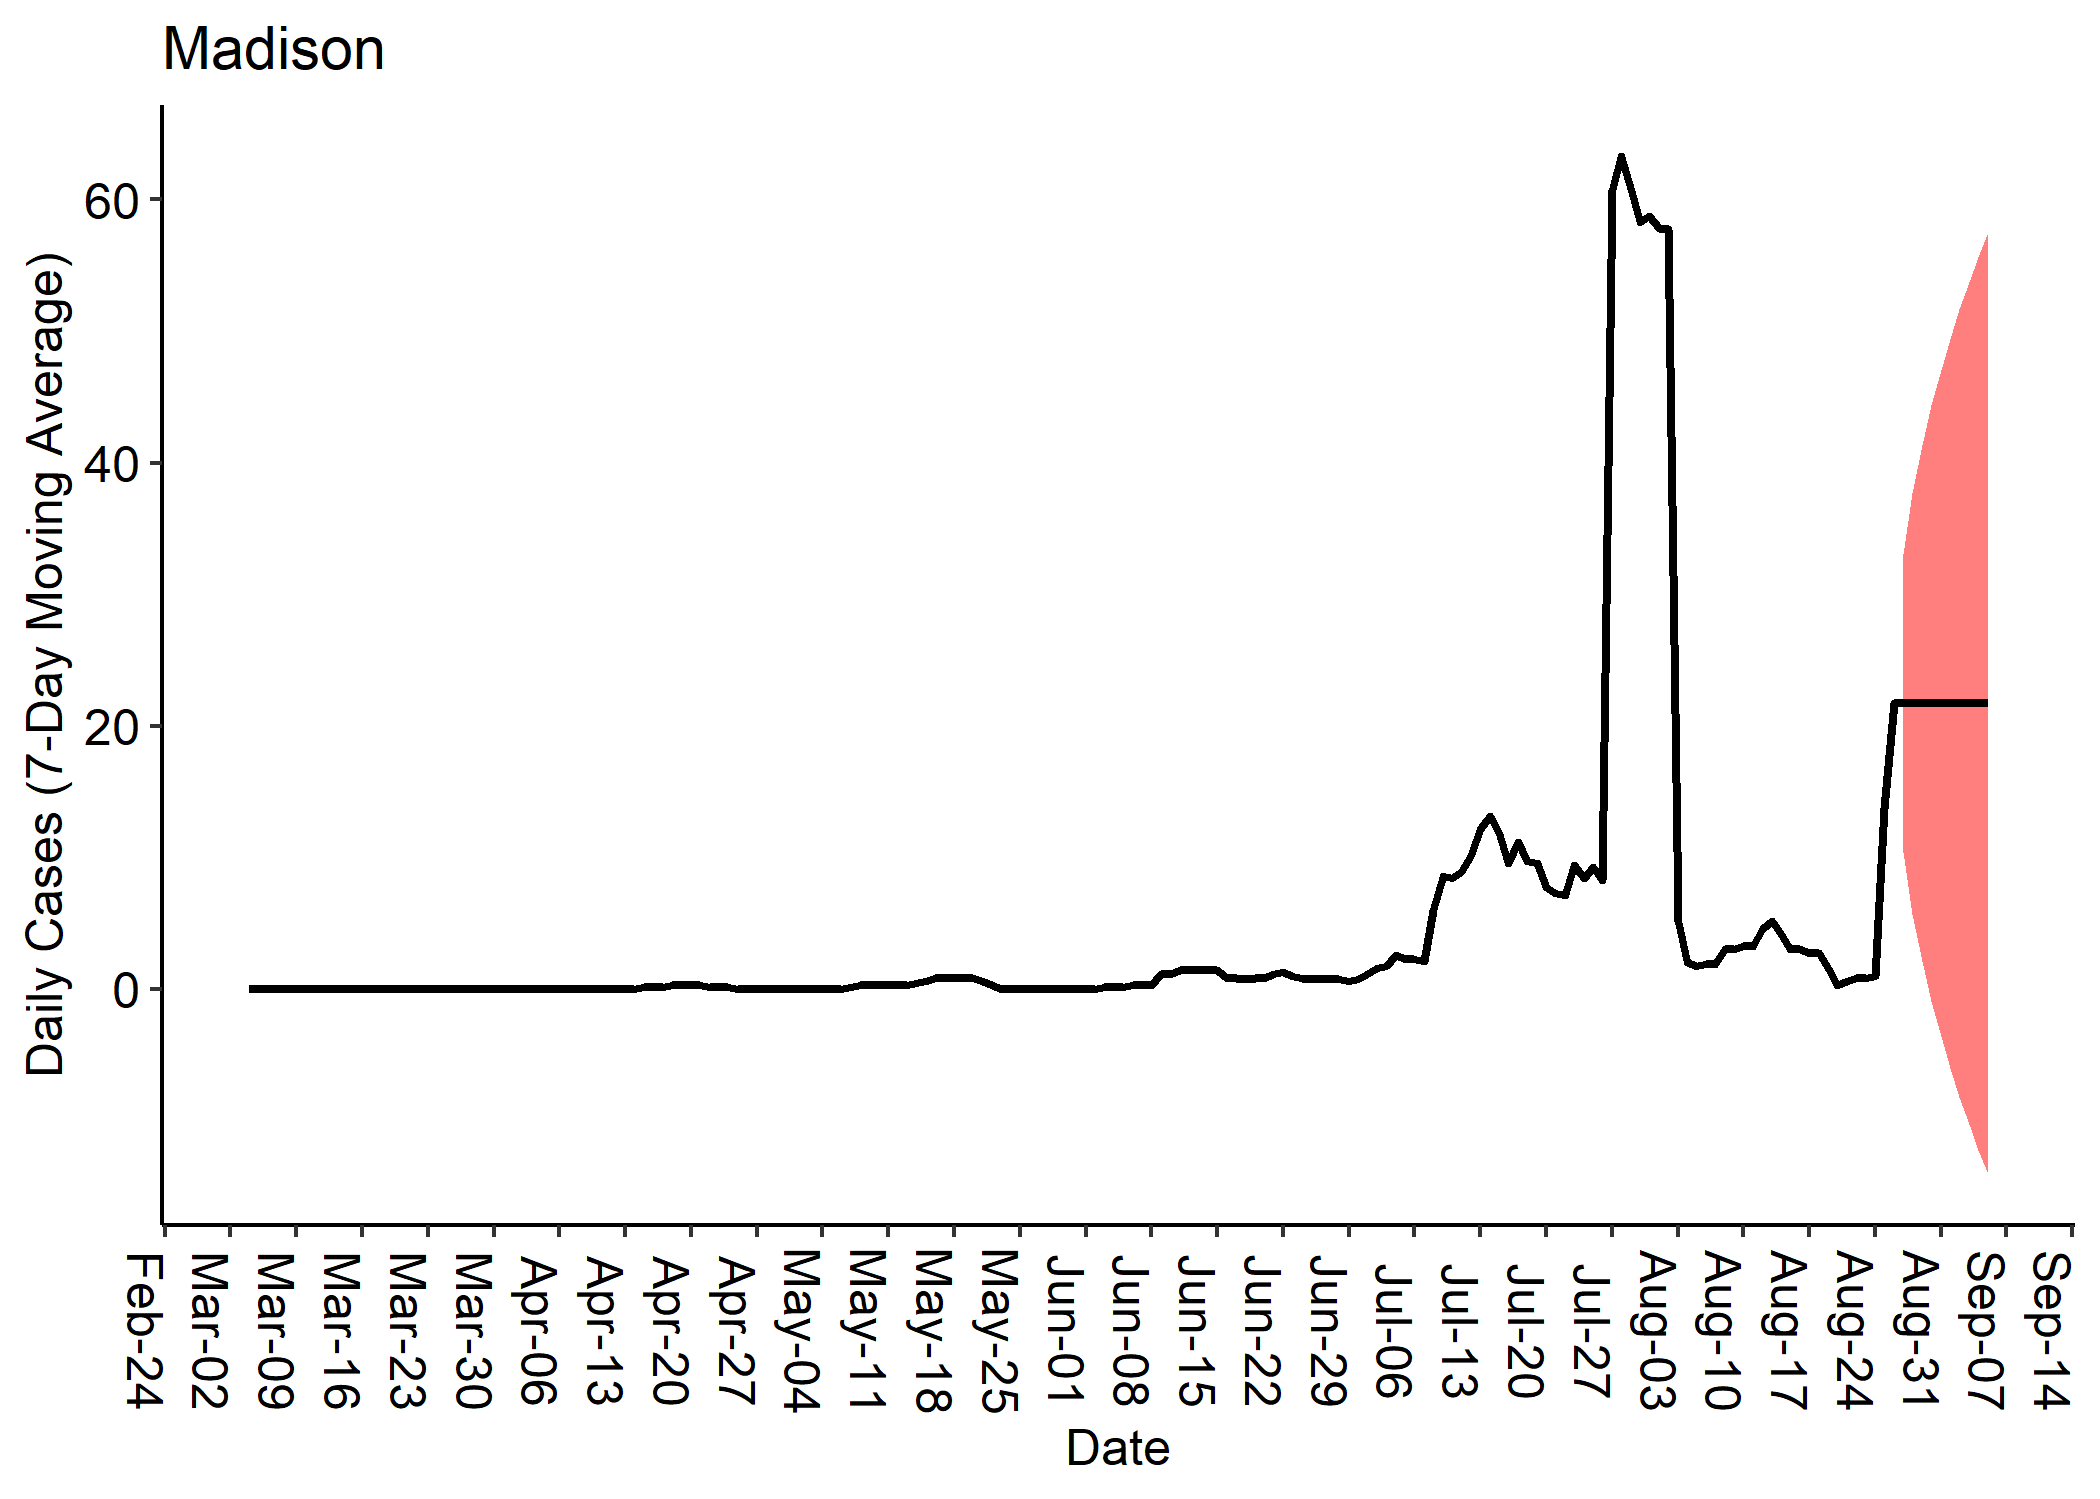 Madison
Daily Cases (7-Day Moving Average)
60
40
20
0
Feb-24
Mar-02
Mar-09
Mar-16
Mar-23
Mar-30
Apr-06
Apr-13
Apr-20
Apr-27
May-04
May-11
May-18
May-25
Jun-01
Jun-08
Jun-15
Jun-22
Jun-29
Jul-06
Jul-13
Jul-20
Jul-27
Aug-03
Aug-10
Aug-17
Aug-24
Aug-31
Sep-07
Sep-14
Date